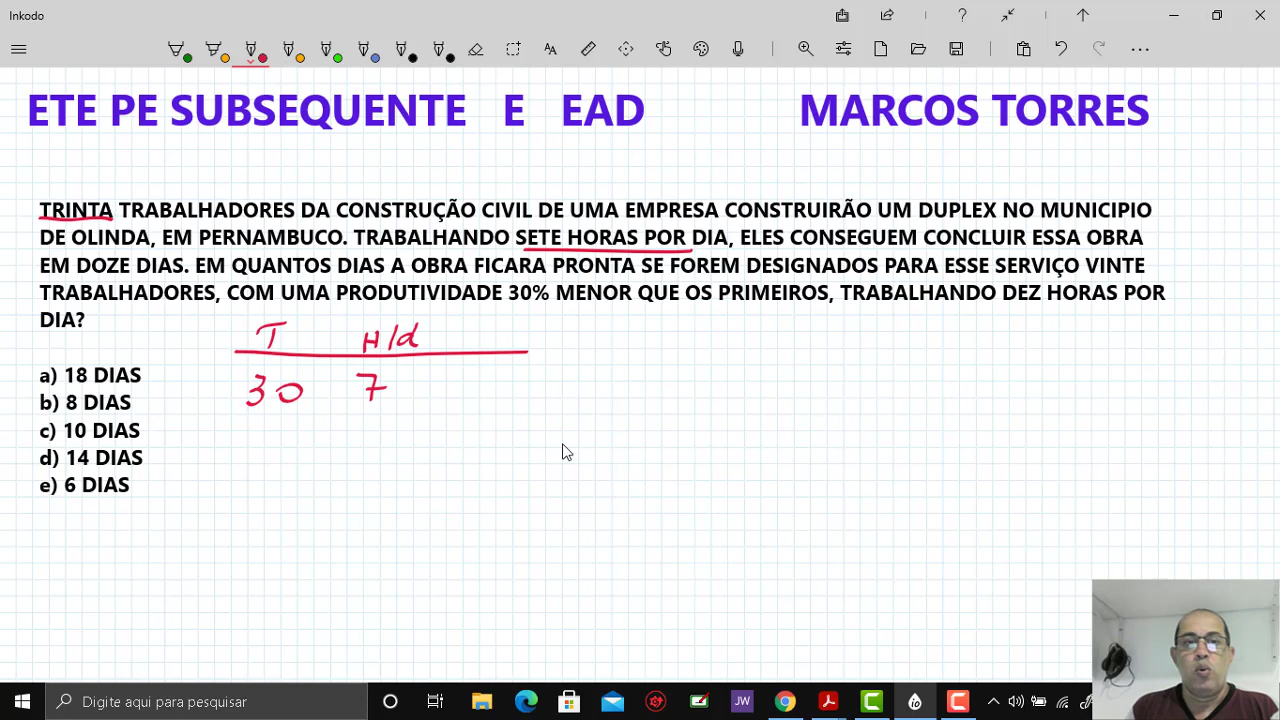 Inkodo
ETE PE SUBSEQUENTE E EAD MARCOS TORRES
TRINTA TRABALHADORES DA CONSTRUÇÃO CIVIL DE UMA EMPRESA CONSTRUIRÃO UM DUPLEX NO MUNICIPIO
DE OLINDA, EM PERNAMBUCO. TRABALHANDO SETE HORAS POR DIA, ELES CONSEGUEM CONCLUIR ESSA OBRA
EM DOZE DIAS. EM QUANTOS DIAS A OBRA FICARA PRONTA SE FOREM DESIGNADOS PARA ESSE SERVIÇO VINTE
TRABALHADORES, COM UMA PRODUTIVIDADE 30% MENOR QUE OS PRIMEIROS, TRABALHANDO DEZ HORAS POR
DIA?
T H/d
30 7
a) 18 DIAS
b) 8 DIAS
c) 10 DIAS
d) 14 DIAS
e) 6 DIAS
Digite aqui para pesquisar
JW